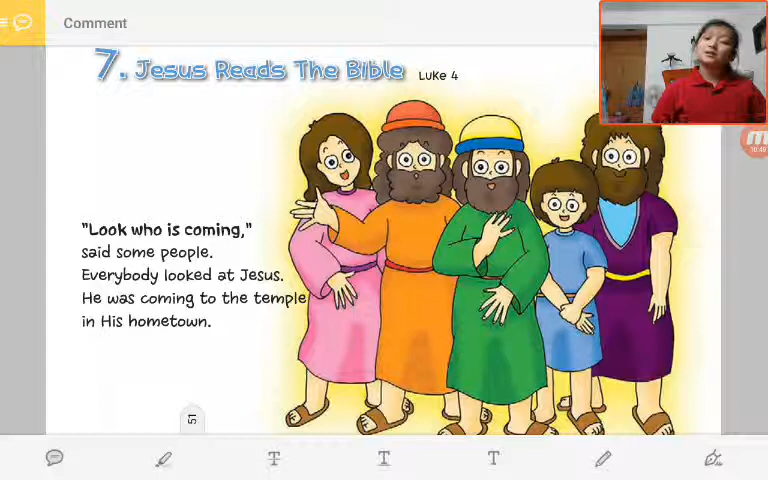 Comment
7. Jesus Reads The Bible Luke 4
"Look who is coming,"
said some people.
Everybody looked at Jesus.
He was coming to the temple
in His hometown.
51
T T T